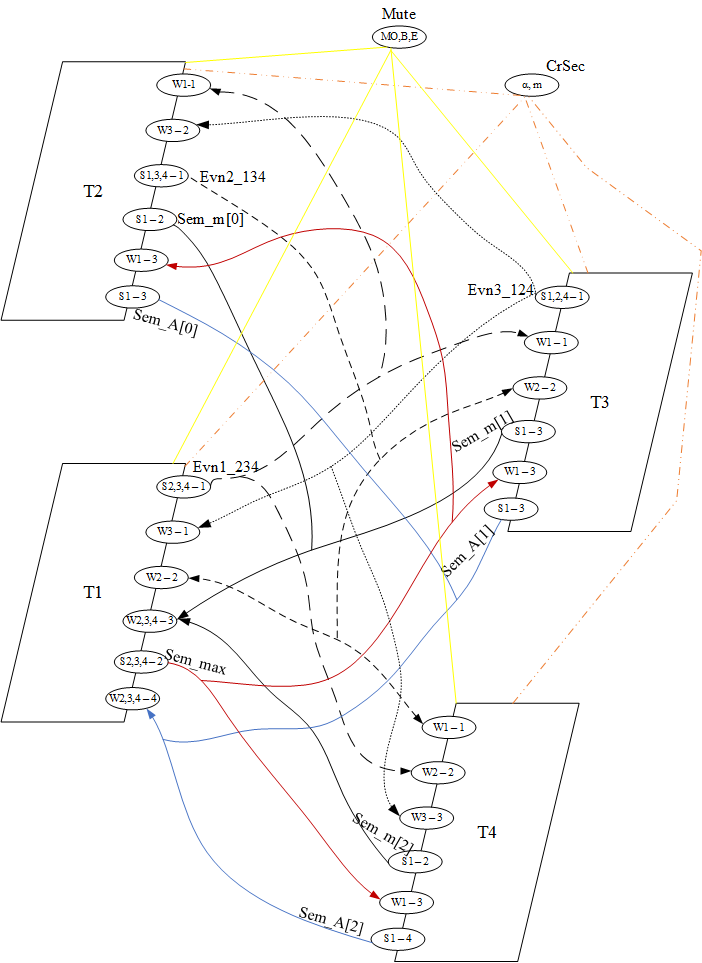 Mute
MO,B,E
CrSec
α, m
T2
W1-1
W3 – 2
S1,3,4 – 1
Evn2_134
S1 – 2
Sem_m[0]
W1 – 3
S1 – 3
Sem_A[0]
Evn3_124
S1,2,4 – 1
W1 – 1
W2 – 2
T3
Sem_m[1]
S1 – 3
W1 – 3
S1 – 3
Sem_A[1]
Evn1_234
S2,3,4 – 1
W3 – 1
W2 – 2
T1
W2,3,4 – 3
S2,3,4 – 2
Sem_max
W2,3,4 – 4
W1 – 1
W2 – 2
W3 – 3
T4
Sem_m[2]
S1 – 2
W1 – 3
Sem_A[2]
S1 – 4